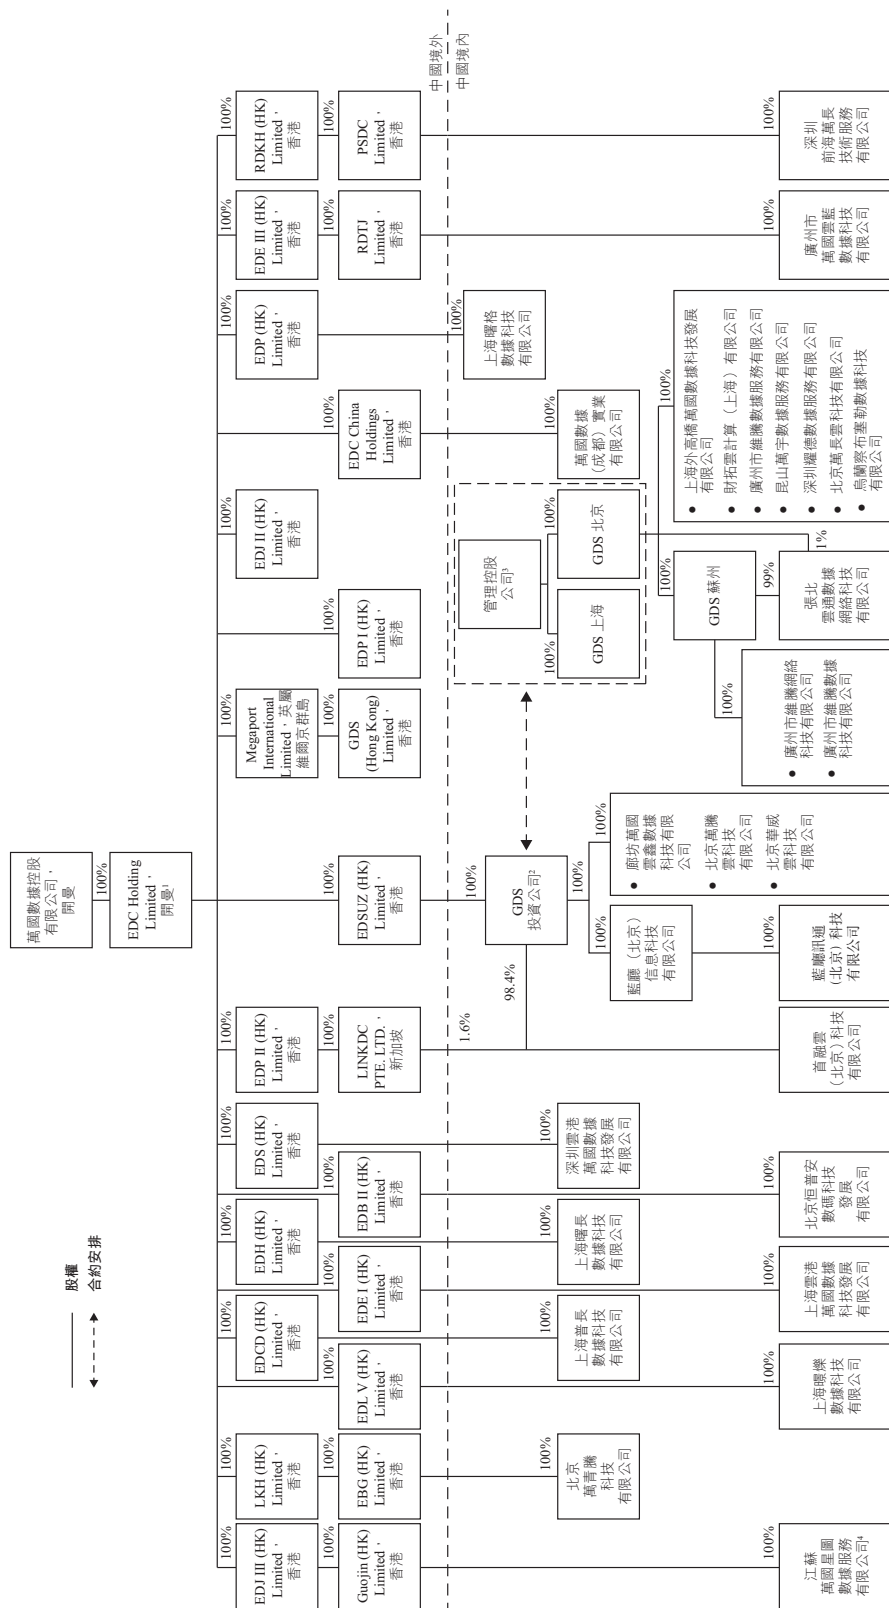 股權
合約安排
萬國數據控股
有限公司，
開曼
100%
EDC Holding
Limited，
開曼¹
100%
EDJ III (HK)
Limited，
香港
100%
LKH (HK)
Limited，
香港
100%
EDCD (HK)
Limited，
香港
100%
EDH (HK)
Limited，
香港
100%
EDS (HK)
Limited，
香港
100%
EDP II (HK)
Limited，
香港
100%
Megaport
International
Limited，英屬
維爾京群島
100%
EDJ II (HK)
Limited，
香港
100%
EDP (HK)
Limited，
香港
100%
EDE III (HK)
Limited，
香港
100%
RDKH (HK)
Limited，
香港
100%
Guojin (HK)
Limited，
香港
100%
EBG (HK)
Limited，
香港
100%
EDL V (HK)
Limited，
香港
100%
EDE I (HK)
Limited，
香港
100%
EDB II (HK)
Limited，
香港
100%
LINKDC
PTE. LTD.，
新加坡
100%
EDSUZ (HK)
Limited，
香港
100%
GDS
(Hong Kong)
Limited，
香港
100%
EDP I (HK)
Limited，
香港
100%
EDC China
Holdings
Limited，
香港
100%
RDTJ
Limited，
香港
100%
PSDC
Limited，
香港
中國境外
中國境內
1.6%
98.4%
100%
GDS
投資公司²
管理控股
公司³
100%
上海曙格
數據科技
有限公司
100%
北京
萬青騰
科技
有限公司
100%
上海普長
數據科技
有限公司
100%
上海曙長
數據科技
有限公司
100%
深圳雲港
萬國數據
科技發展
有限公司
100%
100%
GDS 上海
100%
GDS 北京
100%
萬國數據
（成都）實業
有限公司
100%
藍廳（北京）
信息科技
有限公司
100%
• 廊坊萬國
雲鑫數據
科技有限
公司
• 北京萬騰
雲科技
有限公司
• 北京華威
雲科技
有限公司
100%
GDS 蘇州
100%
• 上海外高橋萬國數據科技發展
有限公司
• 財拓雲計算（上海）有限公司
• 廣州市維騰數據服務有限公司
• 昆山萬宇數據服務有限公司
• 深圳耀德數據服務有限公司
• 北京萬長雲科技有限公司
• 烏蘭察布塞勒數據科技
有限公司
100%
• 廣州市維騰網絡
科技有限公司
• 廣州市維騰數據
科技有限公司
100%
江蘇
萬國星圖
數據服務
有限公司⁴
100%
上海曝爍
數據科技
有限公司
100%
上海雲港
萬國數據
科技發展
有限公司
100%
北京恒普安
數碼科技
發展
有限公司
首融雲
（北京）科技
有限公司
100%
藍廳訊通
(北京) 科技
有限公司
99%
1%
張北
雲通數據
網絡科技
有限公司
100%
廣州市
萬國雲藍
數據科技
有限公司
100%
深圳
前海萬長
技術服務
有限公司